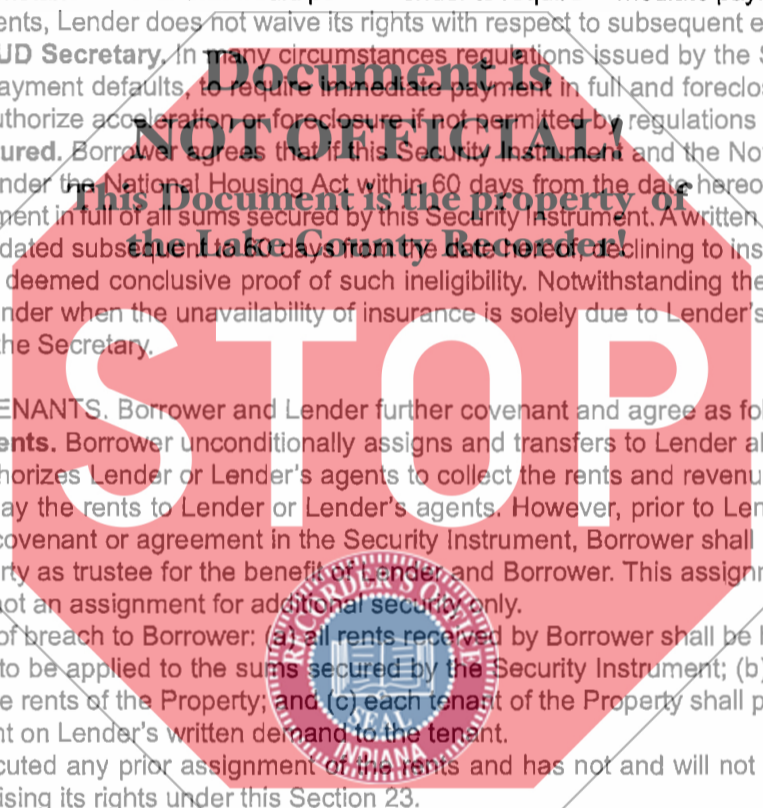 ents, Lender does not waive its rights with respect to subsequent e
UD Secretary. In many circumstances regulations issued by the S
Document is
ayment defaults, to require immediate payment in full and foreclo
uthorize acceleration or foreclosure if not permitted by regulations
NOT OFFICIAL!
ured. Borrower agrees that if this Security Instrument and the No
nder the National Housing Act within 60 days from the date hereo
This Document is the property of
ment in full of all sums secured by this Security Instrument. A written
the Lake County Recorder!
dated subsequent to 60 days from the date hereof, declining to ins
deemed conclusive proof of such ineligibility. Notwithstanding the
nder when the unavailability of insurance is solely due to Lender's
he Secretary.
STOP
ENANTS. Borrower and Lender further covenant and agree as fol
ents. Borrower unconditionally assigns and transfers to Lender al
horizes Lender or Lender's agents to collect the rents and revenu
ay the rents to Lender or Lender's agents. However, prior to Len
covenant or agreement in the Security Instrument, Borrower shall
rty as trustee for the benefit of Lender and Borrower. This assignr
not an assignment for additional security only.
of breach to Borrower: (a) all rents received by Borrower shall be l
to be applied to the sums secured by the Security Instrument; (b)
e rents of the Property; and (c) each tenant of the Property shall p
nt on Lender's written demand to the tenant.
cuted any prior assignment of the rents and has not and will not
ising its rights under this Section 23.
RECORDER'S OFFICE
SEAL
INDIANA